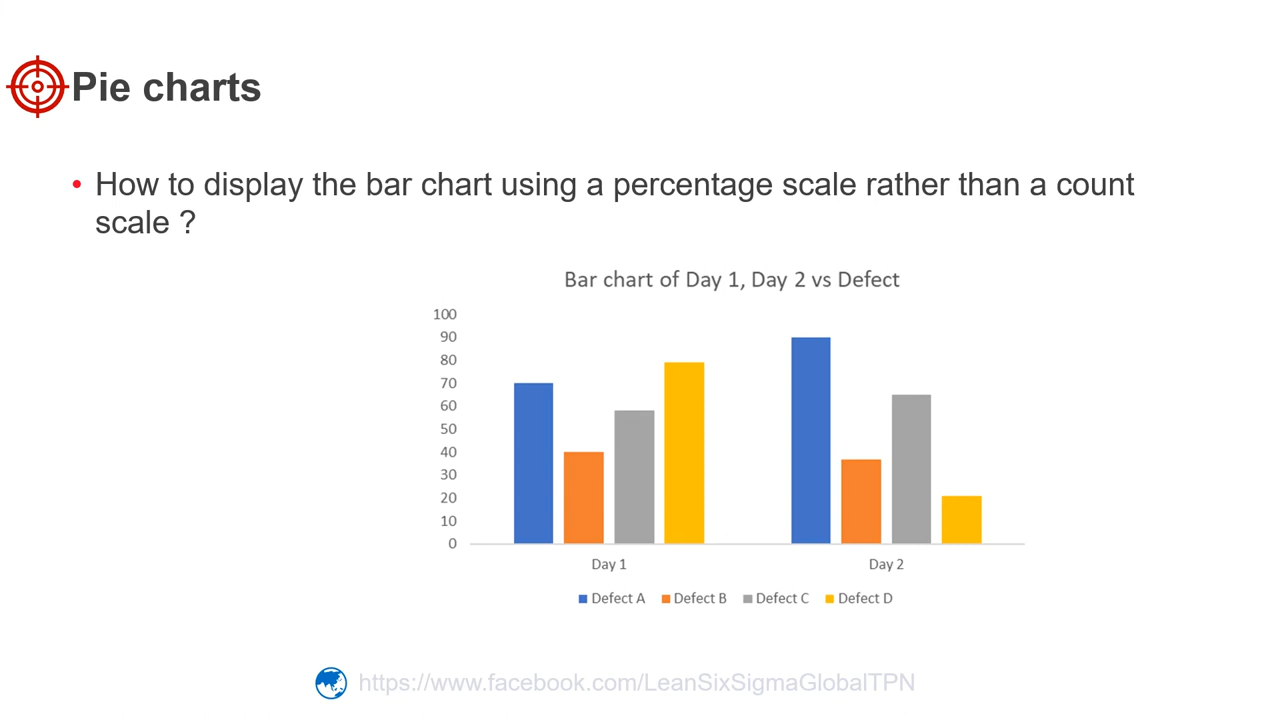 Pie charts
• How to display the bar chart using a percentage scale rather than a count
scale ?
Bar chart of Day 1, Day 2 vs Defect
100
90
80
70
60
50
40
30
20
10
0
Day 1 Day 2
Defect A Defect B Defect C Defect D
https://www.facebook.com/LeanSixSigmaGlobalTPN